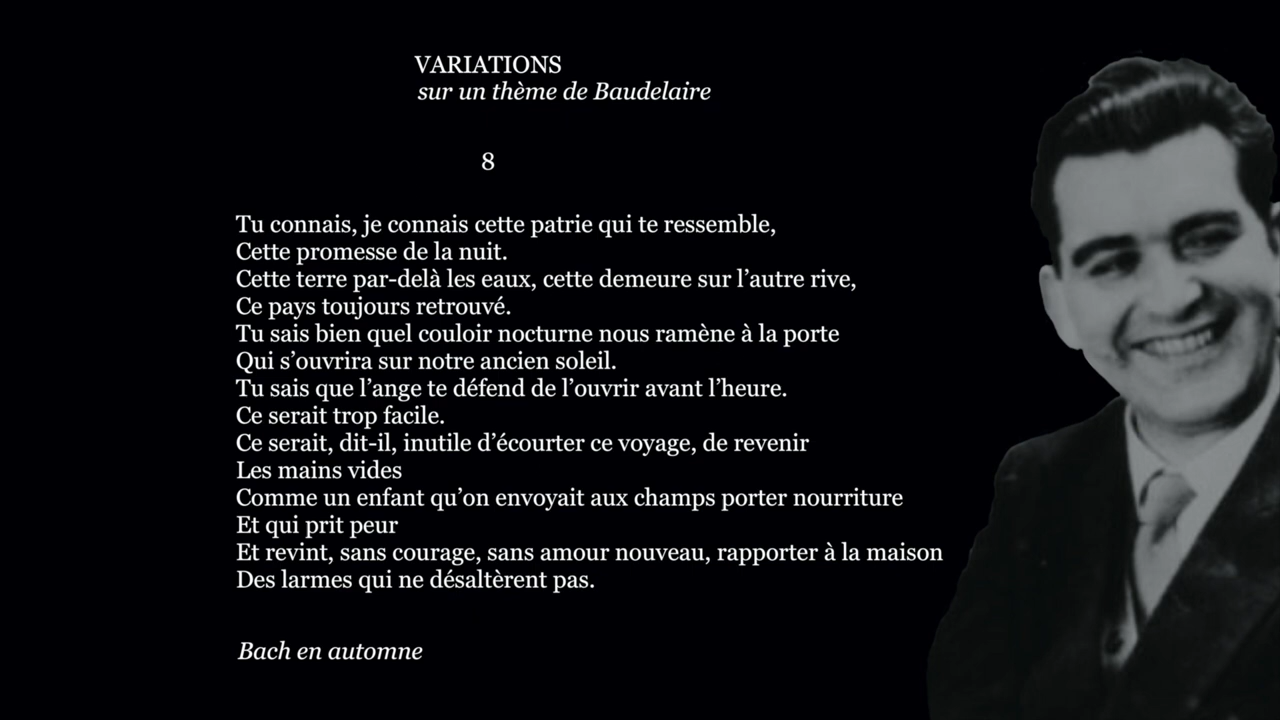 VARIATIONS
sur un thème de Baudelaire
8
Tu connais, je connais cette patrie qui te ressemble,
Cette promesse de la nuit.
Cette terre par-delà les eaux, cette demeure sur l’autre rive,
Ce pays toujours retrouvé.
Tu sais bien quel couloir nocturne nous ramène à la porte
Qui s’ouvrira sur notre ancien soleil.
Tu sais que l’ange te défend de l’ouvrir avant l’heure.
Ce serait trop facile.
Ce serait, dit-il, inutile d’écourter ce voyage, de revenir
Les mains vides
Comme un enfant qu’on envoyait aux champs porter nourriture
Et qui prit peur
Et revint, sans courage, sans amour nouveau, rapporter à la maison
Des larmes qui ne désaltèrent pas.
Bach en automne